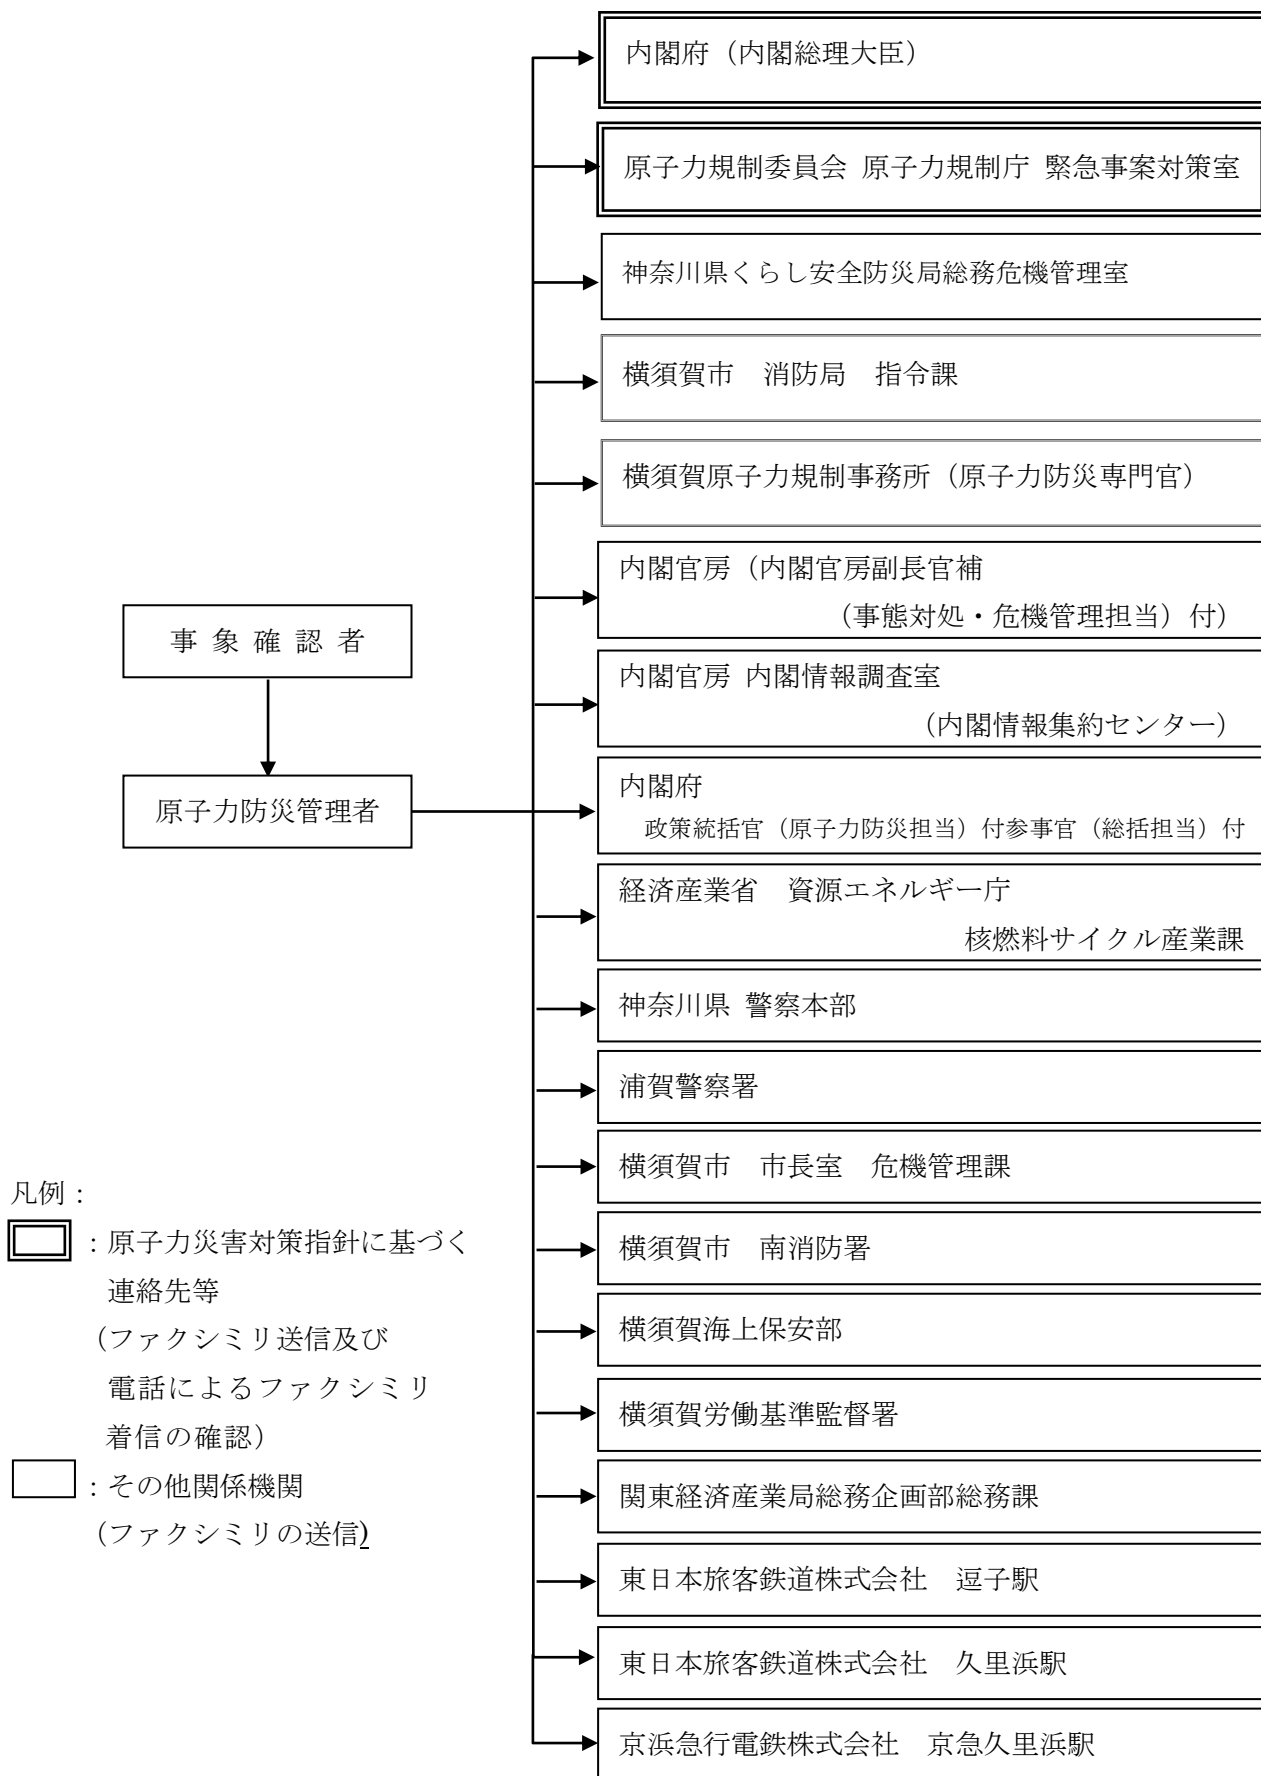 内閣府（内閣総理大臣）
原子力規制委員会 原子力規制庁 緊急事案対策室
神奈川県くらし安全防災局総務危機管理室
横須賀市　消防局　指令課
横須賀原子力規制事務所（原子力防災専門官）
内閣官房（内閣官房副長官補
（事態対処・危機管理担当）付）
内閣官房 内閣情報調査室
（内閣情報集約センター）
内閣府
政策統括官（原子力防災担当）付参事官（総括担当）付
経済産業省　資源エネルギー庁
核燃料サイクル産業課
神奈川県 警察本部
浦賀警察署
横須賀市　市長室　危機管理課
横須賀市　南消防署
横須賀海上保安部
横須賀労働基準監督署
関東経済産業局総務企画部総務課
東日本旅客鉄道株式会社　逗子駅
東日本旅客鉄道株式会社　久里浜駅
京浜急行電鉄株式会社　京急久里浜駅
事 象 確 認 者
原子力防災管理者
凡例：
：原子力災害対策指針に基づく
連絡先等
（ファクシミリ送信及び
電話によるファクシミリ
着信の確認）
：その他関係機関
（ファクシミリの送信)